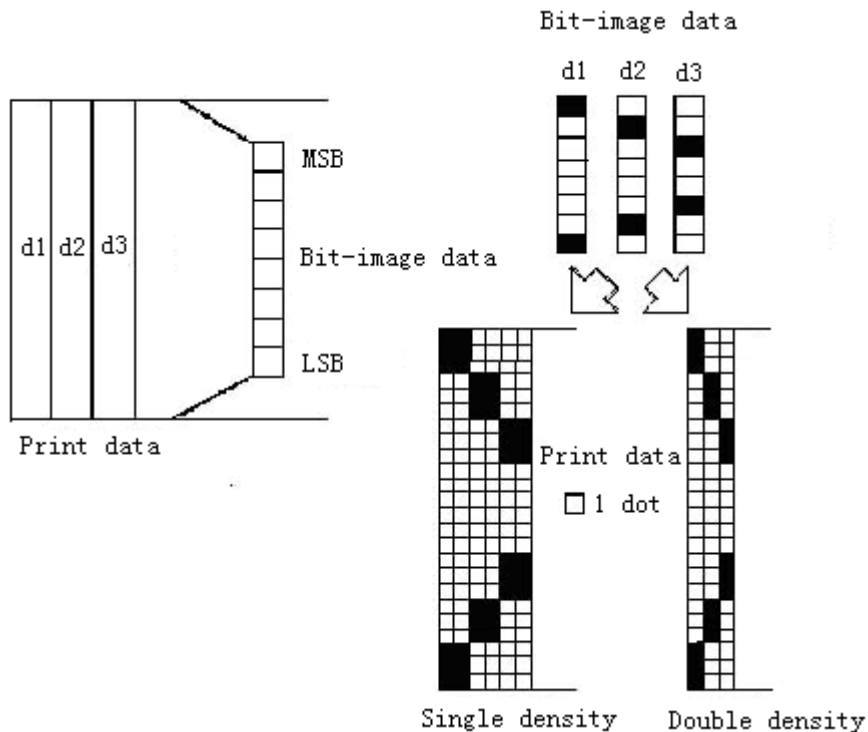 Bit-image data
d1 d2 d3
MSB
d1 d2 d3
Bit-image data
LSB
Print data
Print data
1 dot
Single density
Double density